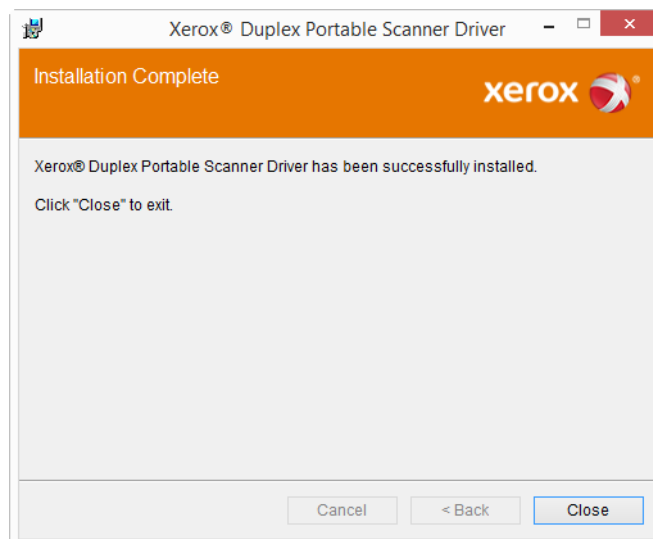 Xerox® Duplex Portable Scanner Driver
Installation Complete
xerox ®
Xerox® Duplex Portable Scanner Driver has been successfully installed.
Click "Close" to exit.
Cancel
< Back
Close